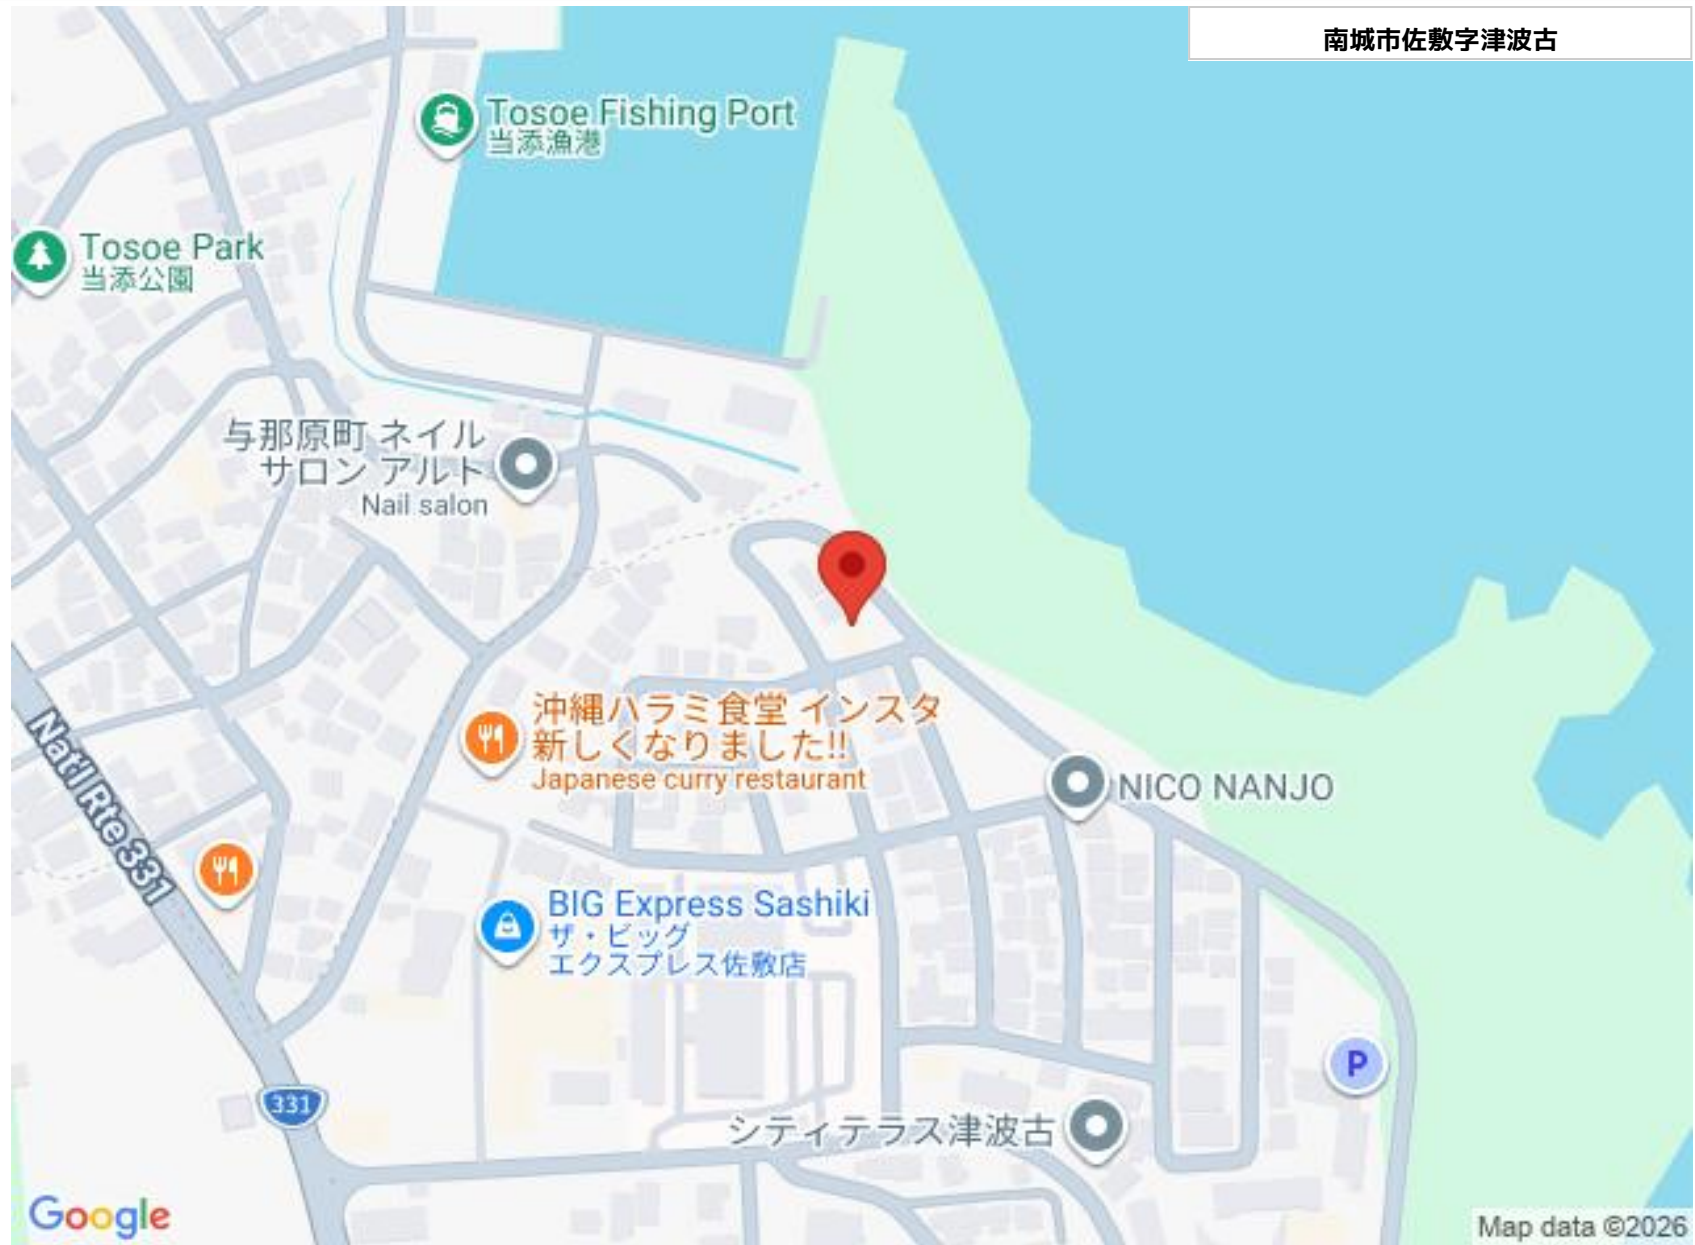 南城市佐敷字津波古
Tosoe Fishing Port
当添漁港
Tosoe Park
当添公園
与那原町 ネイル
サロン アルト
Nail salon
沖縄ハラミ食堂 インスタ
新しくなりました!!
Japanese curry restaurant
NICO NANJO
Nat'l Rte 331
BIG Express Sashiki
ザ・ビッグ
エクスプレス佐敷店
P
331
シティテラス津波古
Google
Map data ©2026